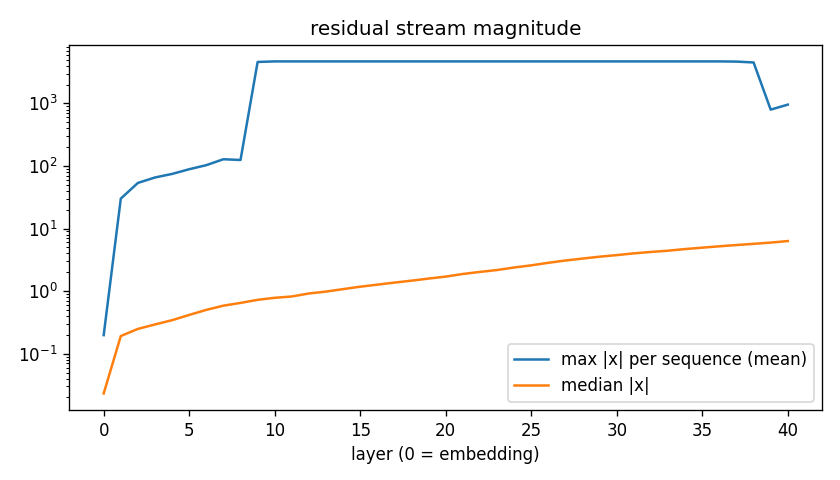 residual stream magnitude
10³
10²
10¹
10⁰
10⁻¹
max |x| per sequence (mean)
median |x|
0 5 10 15 20 25 30 35 40
layer (0 = embedding)